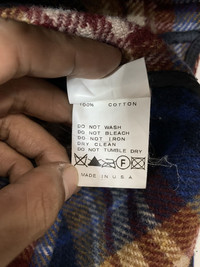 100% COTTON
DO NOT WASH
DO NOT BLEACH
DO NOT IRON
DRY CLEAN
DO NOT TUMBLE DRY
F
MADE IN U.S.A